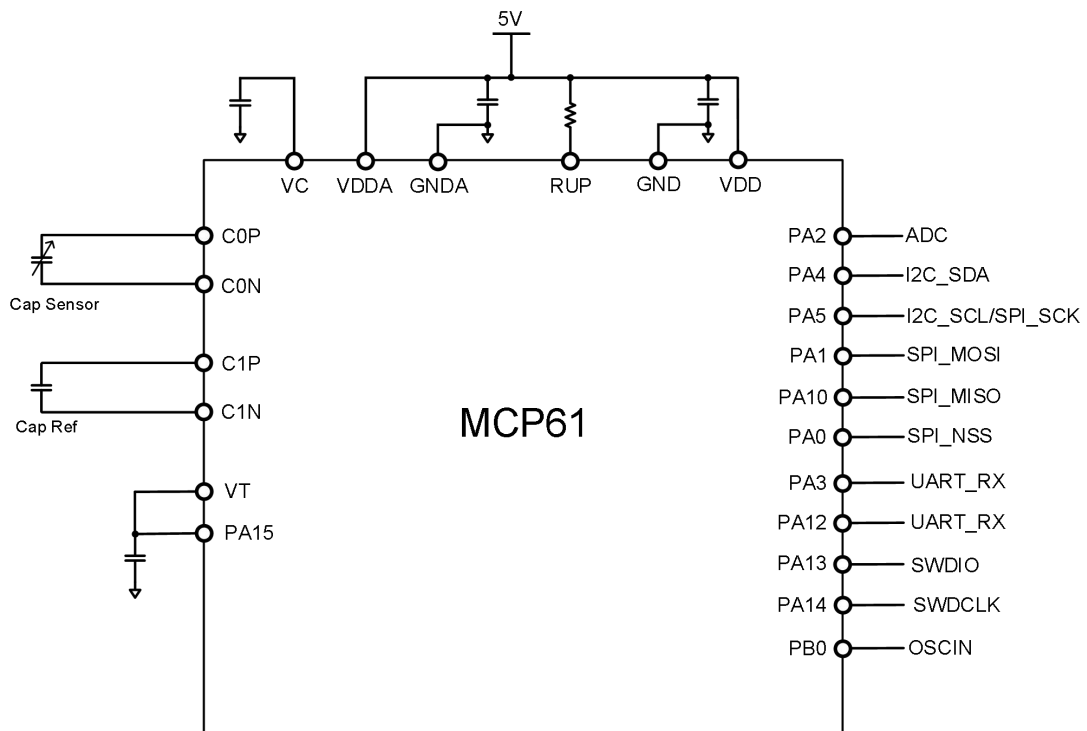 5V
VC VDDA GNDA RUP GND VDD
C0P
C0N
Cap Sensor
C1P
C1N
Cap Ref
VT
PA15
MCP61
PA2 ADC
PA4 I2C_SDA
PA5 I2C_SCL/SPI_SCK
PA1 SPI_MOSI
PA10 SPI_MISO
PA0 SPI_NSS
PA3 UART_RX
PA12 UART_RX
PA13 SWDIO
PA14 SWDCLK
PB0 OSCIN